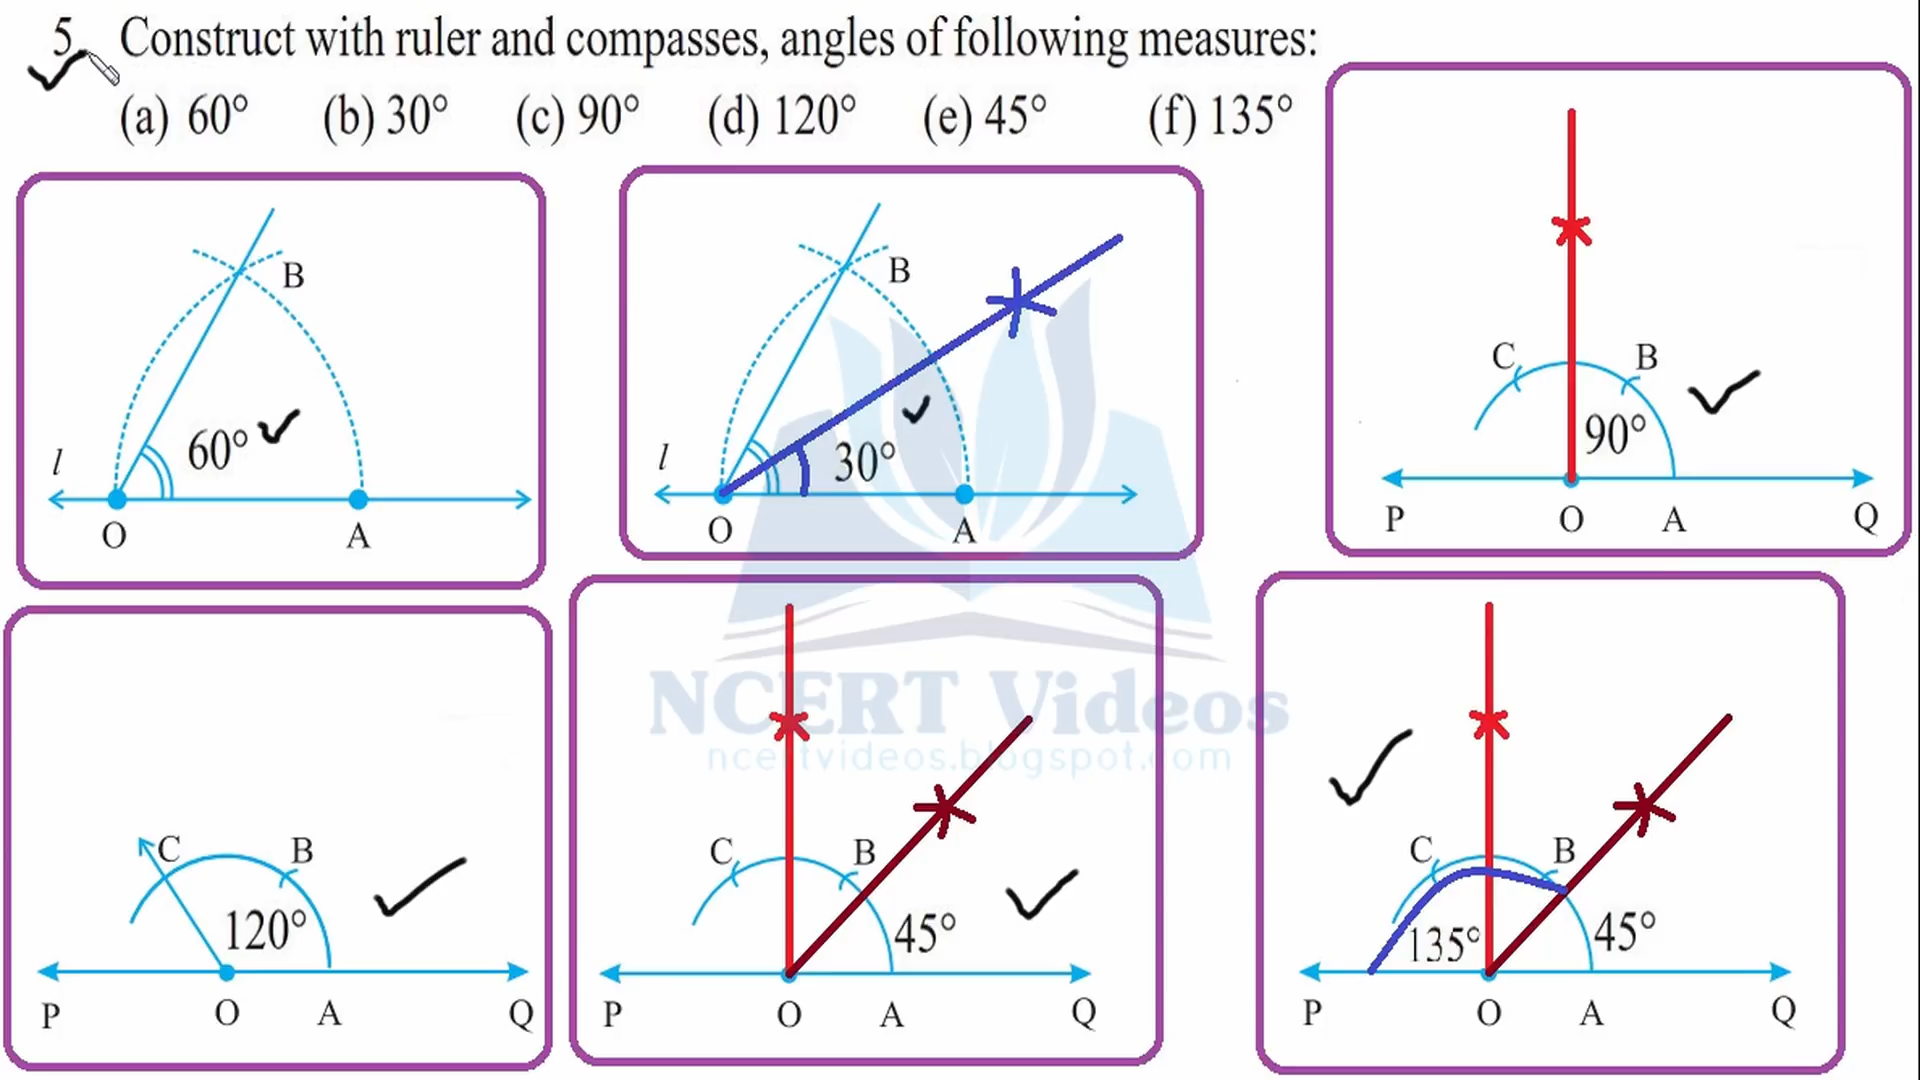 5. Construct with ruler and compasses, angles of following measures:
(a) 60° (b) 30° (c) 90° (d) 120° (e) 45° (f) 135°
B
60°
l
O A
B
30°
l
O A
C B
90°
P O A Q
C B
120°
P O A Q
C B
45°
P O A Q
C B
135° 45°
P O A Q
NCERT Videos
ncertvideos.blogspot.com